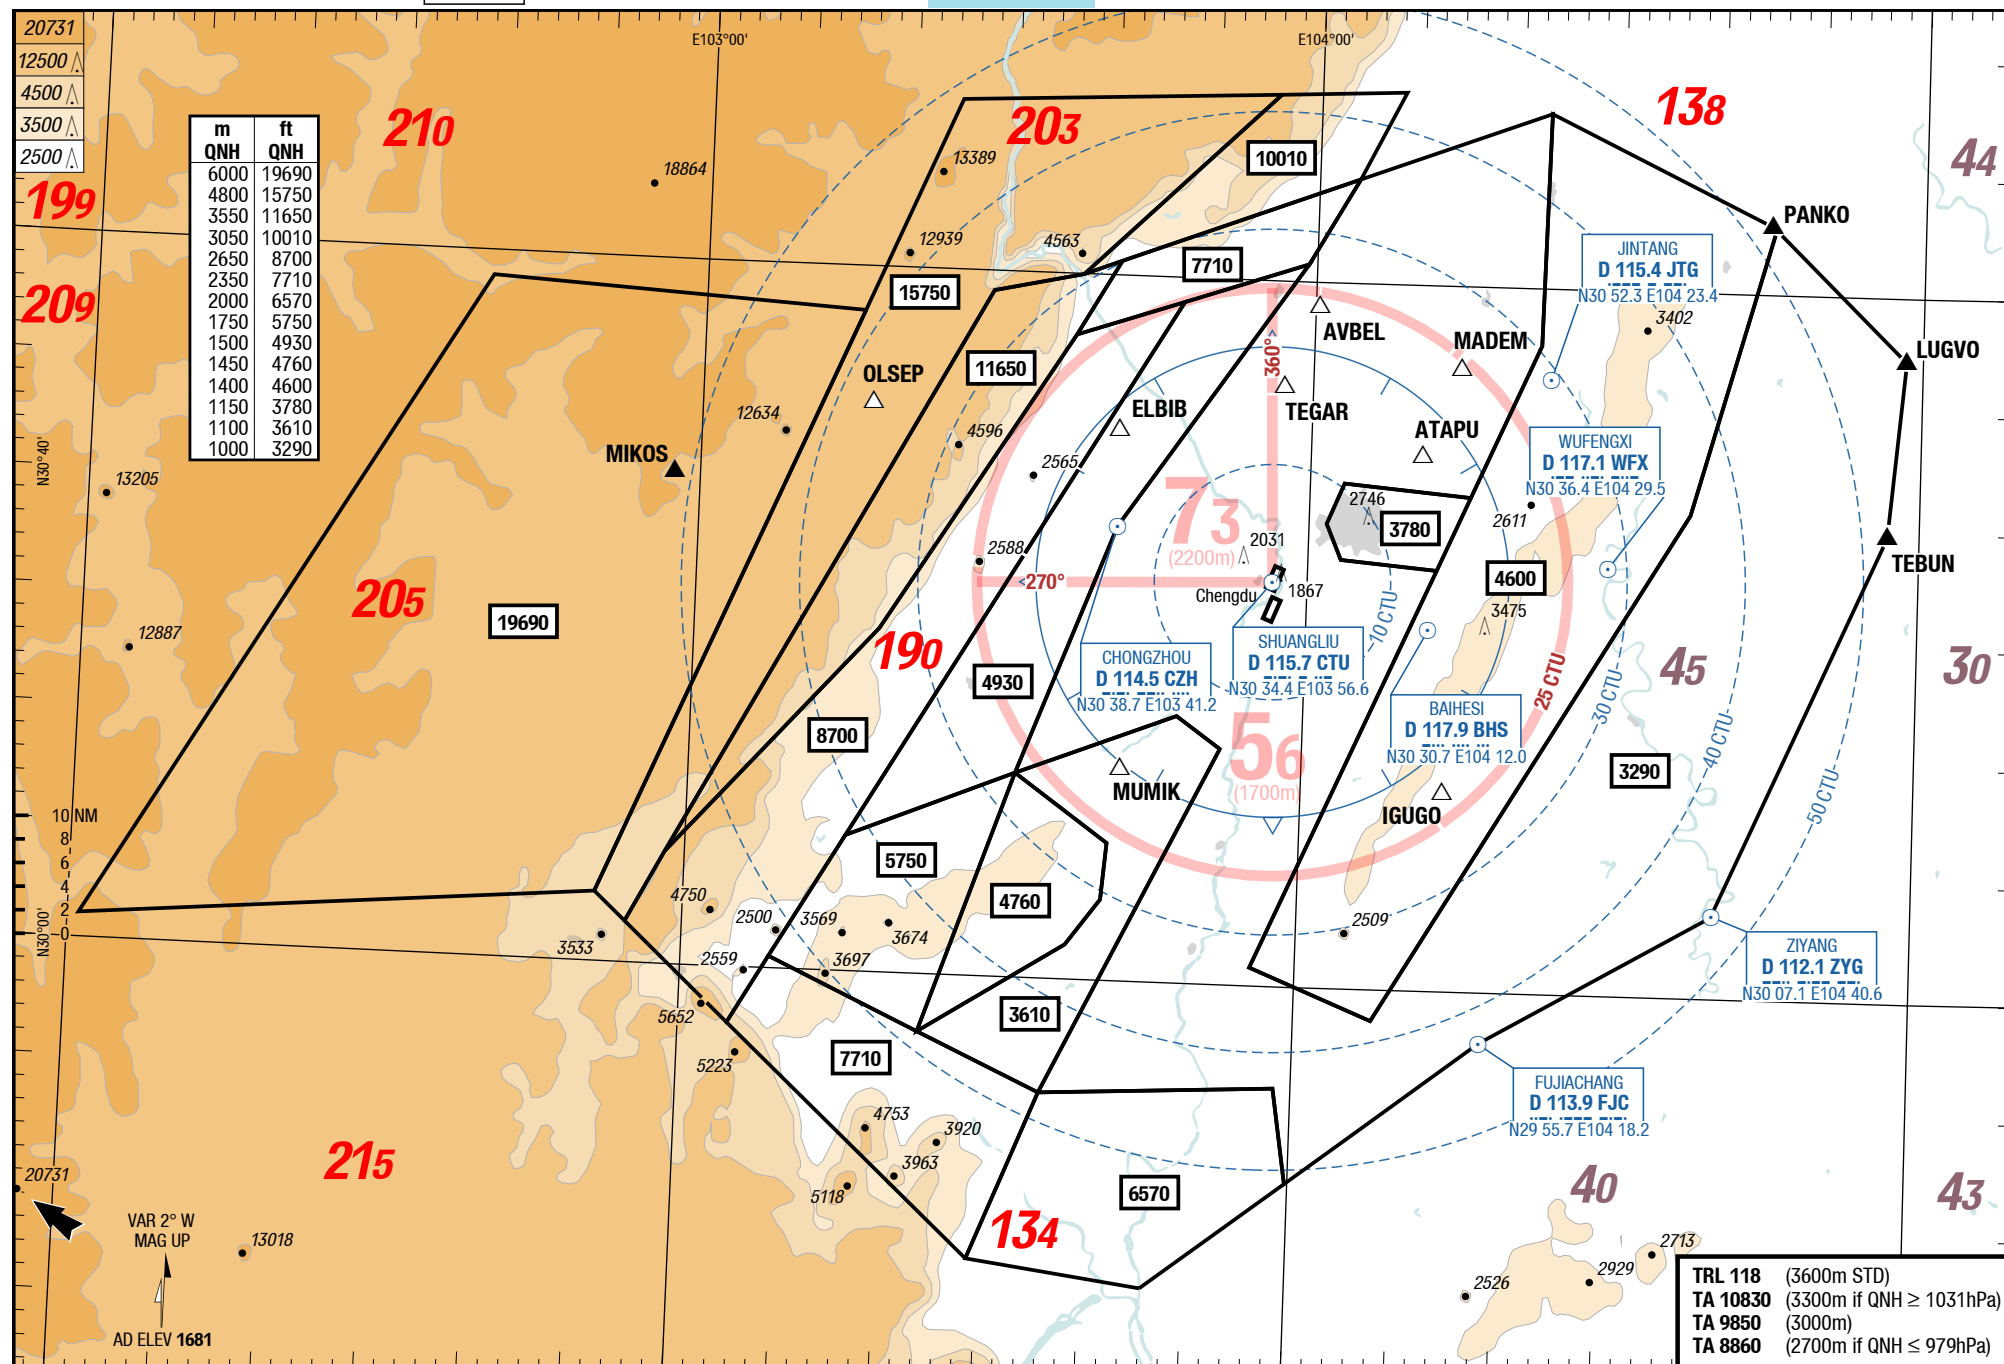 20731
12500
4500
3500
2500
m ft
QNH QNH
6000 19690
4800 15750
3550 11650
3050 10010
2650 8700
2350 7710
2000 6570
1750 5750
1500 4930
1450 4760
1400 4600
1150 3780
1100 3610
1000 3290
E103°00'
E104°00'
210
203
138
44
199
209
18864
13389
12939
4563
10010
7710
15750
PANKO
JINTANG
D 115.4 JTG
N30 52.3 E104 23.4
3402
AVBEL
MADEM
LUGVO
360°
11650
OLSEP
ELBIB
TEGAR
ATAPU
12634
4596
2565
MIKOS
N30°40'
13205
WUFENGXI
D 117.1 WFX
N30 36.4 E104 29.5
2611
2746
3780
73
(2200m)
2031
2588
270°
Chengdu
1867
4600
TEBUN
205
19690
12887
190
3475
10 CTU
CHONGZHOU
D 114.5 CZH
N30 38.7 E103 41.2
SHUANGLIU
D 115.7 CTU
N30 34.4 E103 56.6
45
30
4930
25 CTU
30 CTU
40 CTU
50 CTU
BAIHESI
D 117.9 BHS
N30 30.7 E104 12.0
8700
56
(1700m)
3290
MUMIK
IGUGO
10 NM
8
6
4
2
0
N30°00'
5750
4760
4750
2500
3569
3674
3533
2559
3697
2509
5652
3610
5223
7710
ZIYANG
D 112.1 ZYG
N30 07.1 E104 40.6
FUJIACHANG
D 113.9 FJC
N29 55.7 E104 18.2
4753
3920
3963
5118
215
20731
134
6570
40
43
VAR 2° W
MAG UP
13018
AD ELEV 1681
2526
2929
2713
TRL 118 (3600m STD)
TA 10830 (3300m if QNH ≥ 1031hPa)
TA 9850 (3000m)
TA 8860 (2700m if QNH ≤ 979hPa)